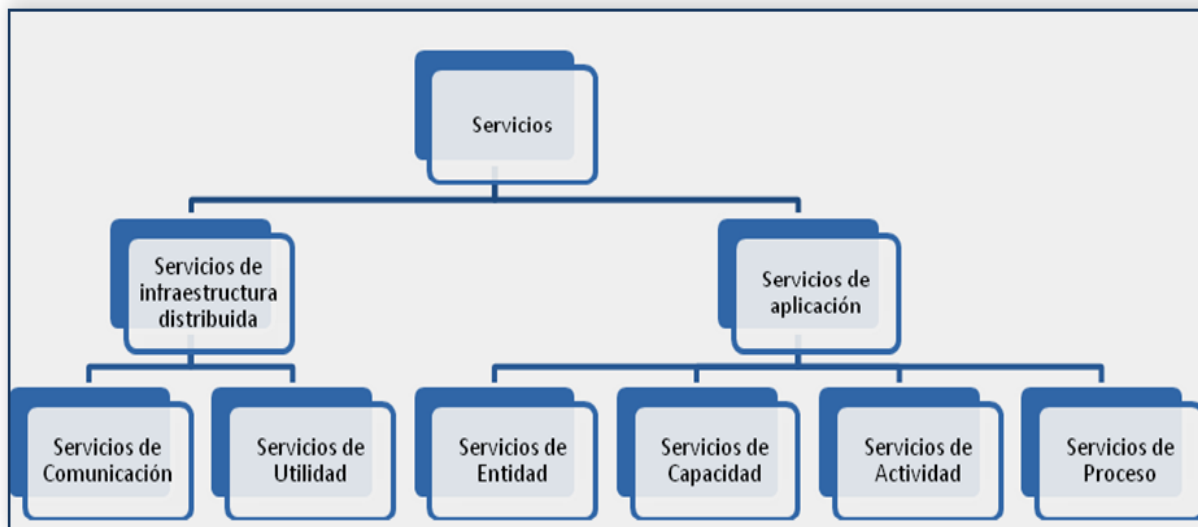 Servicios
Servicios de
infraestructura
distribuida
Servicios de
aplicación
Servicios de
Comunicación
Servicios de
Utilidad
Servicios de
Entidad
Servicios de
Capacidad
Servicios de
Actividad
Servicios de
Proceso